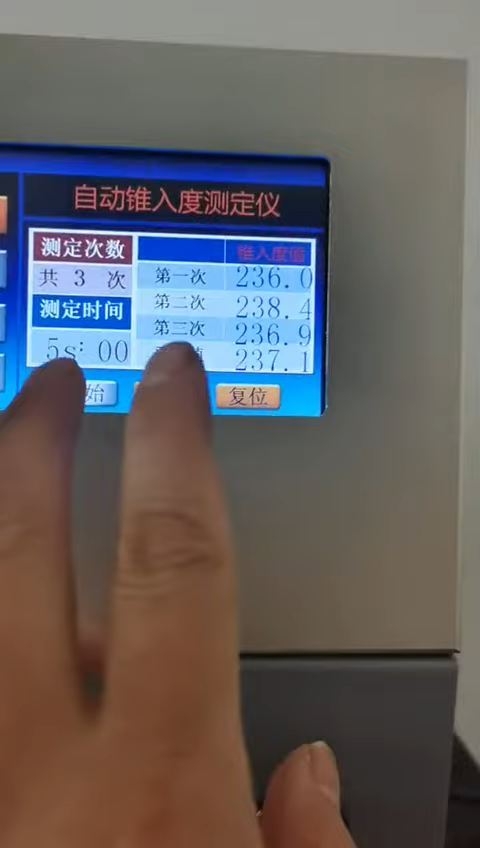 自动锥入度测定仪
测定次数
锥入度值
共 3 次
第一次 236.0
第二次 238.4
测定时间
第三次 236.9
5s: 00
值 237.1
始
复位